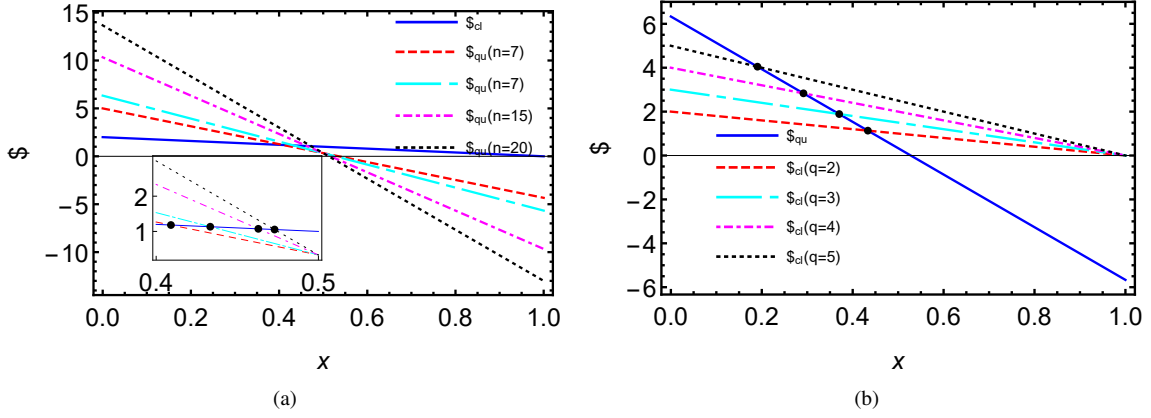 15
10
5
0
−5
−10
$
$cl
$qu(n=7)
$qu(n=7)
$qu(n=15)
$qu(n=20)
2
1
0.4
0.5
0.0
0.2
0.4
0.6
0.8
1.0
x
(a)
6
4
2
0
−2
−4
−6
$
$qu
$cl(q=2)
$cl(q=3)
$cl(q=4)
$cl(q=5)
0.0
0.2
0.4
0.6
0.8
1.0
x
(b)